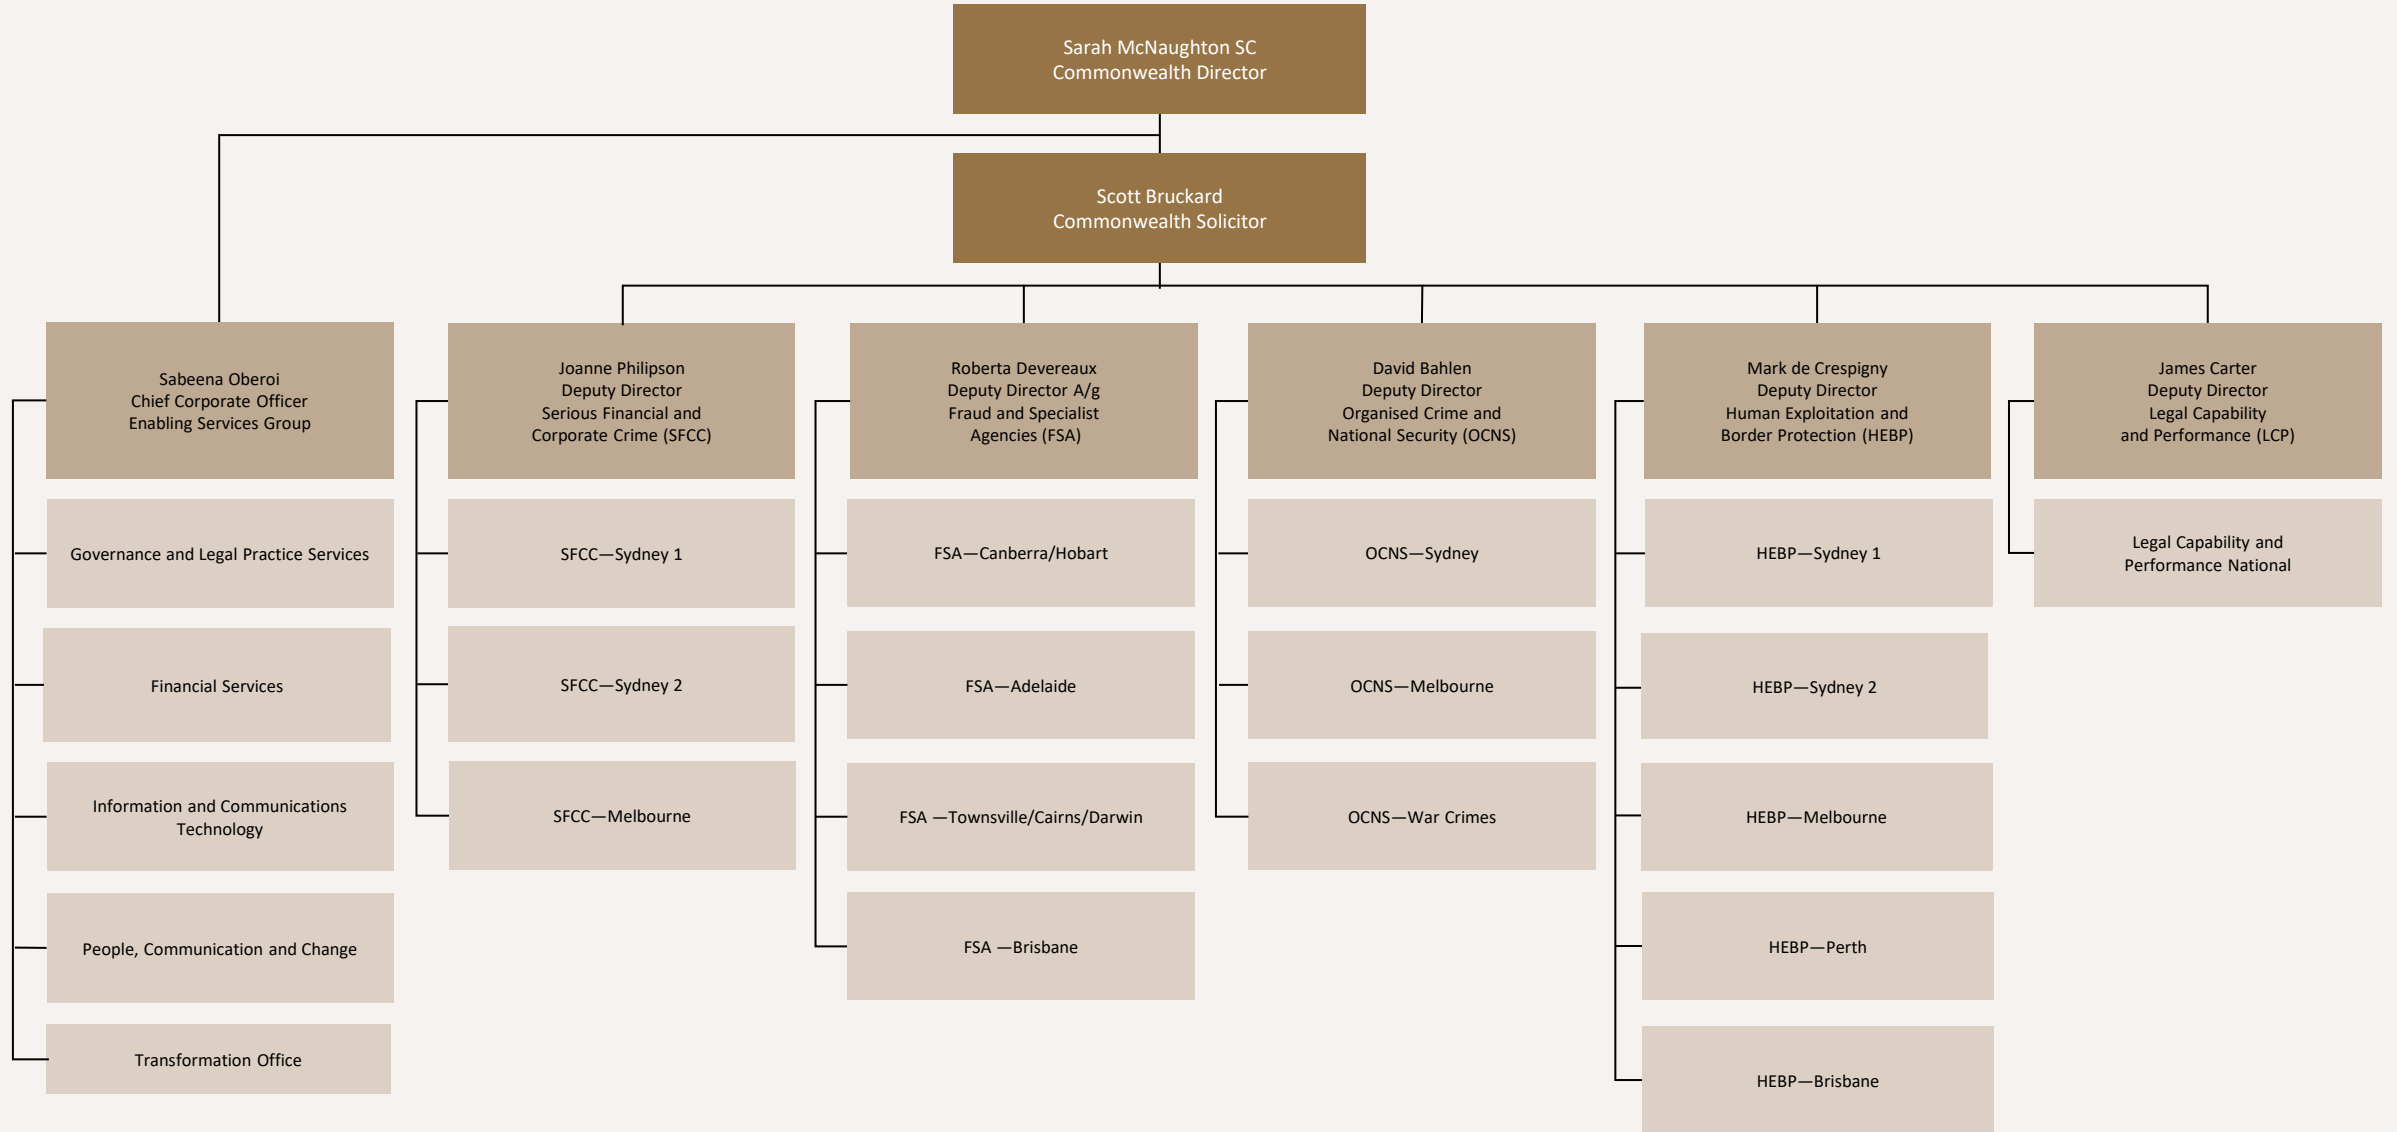 Sarah McNaughton SC
Commonwealth Director
Scott Bruckard
Commonwealth Solicitor
Sabeena Oberoi
Chief Corporate Officer
Enabling Services Group
Governance and Legal Practice Services
Financial Services
Information and Communications
Technology
People, Communication and Change
Transformation Office
Joanne Philipson
Deputy Director
Serious Financial and
Corporate Crime (SFCC)
SFCC—Sydney 1
SFCC—Sydney 2
SFCC—Melbourne
Roberta Devereaux
Deputy Director A/g
Fraud and Specialist
Agencies (FSA)
FSA—Canberra/Hobart
FSA—Adelaide
FSA —Townsville/Cairns/Darwin
FSA —Brisbane
David Bahlen
Deputy Director
Organised Crime and
National Security (OCNS)
OCNS—Sydney
OCNS—Melbourne
OCNS—War Crimes
Mark de Crespigny
Deputy Director
Human Exploitation and
Border Protection (HEBP)
HEBP—Sydney 1
HEBP—Sydney 2
HEBP—Melbourne
HEBP—Perth
HEBP—Brisbane
James Carter
Deputy Director
Legal Capability
and Performance (LCP)
Legal Capability and
Performance National